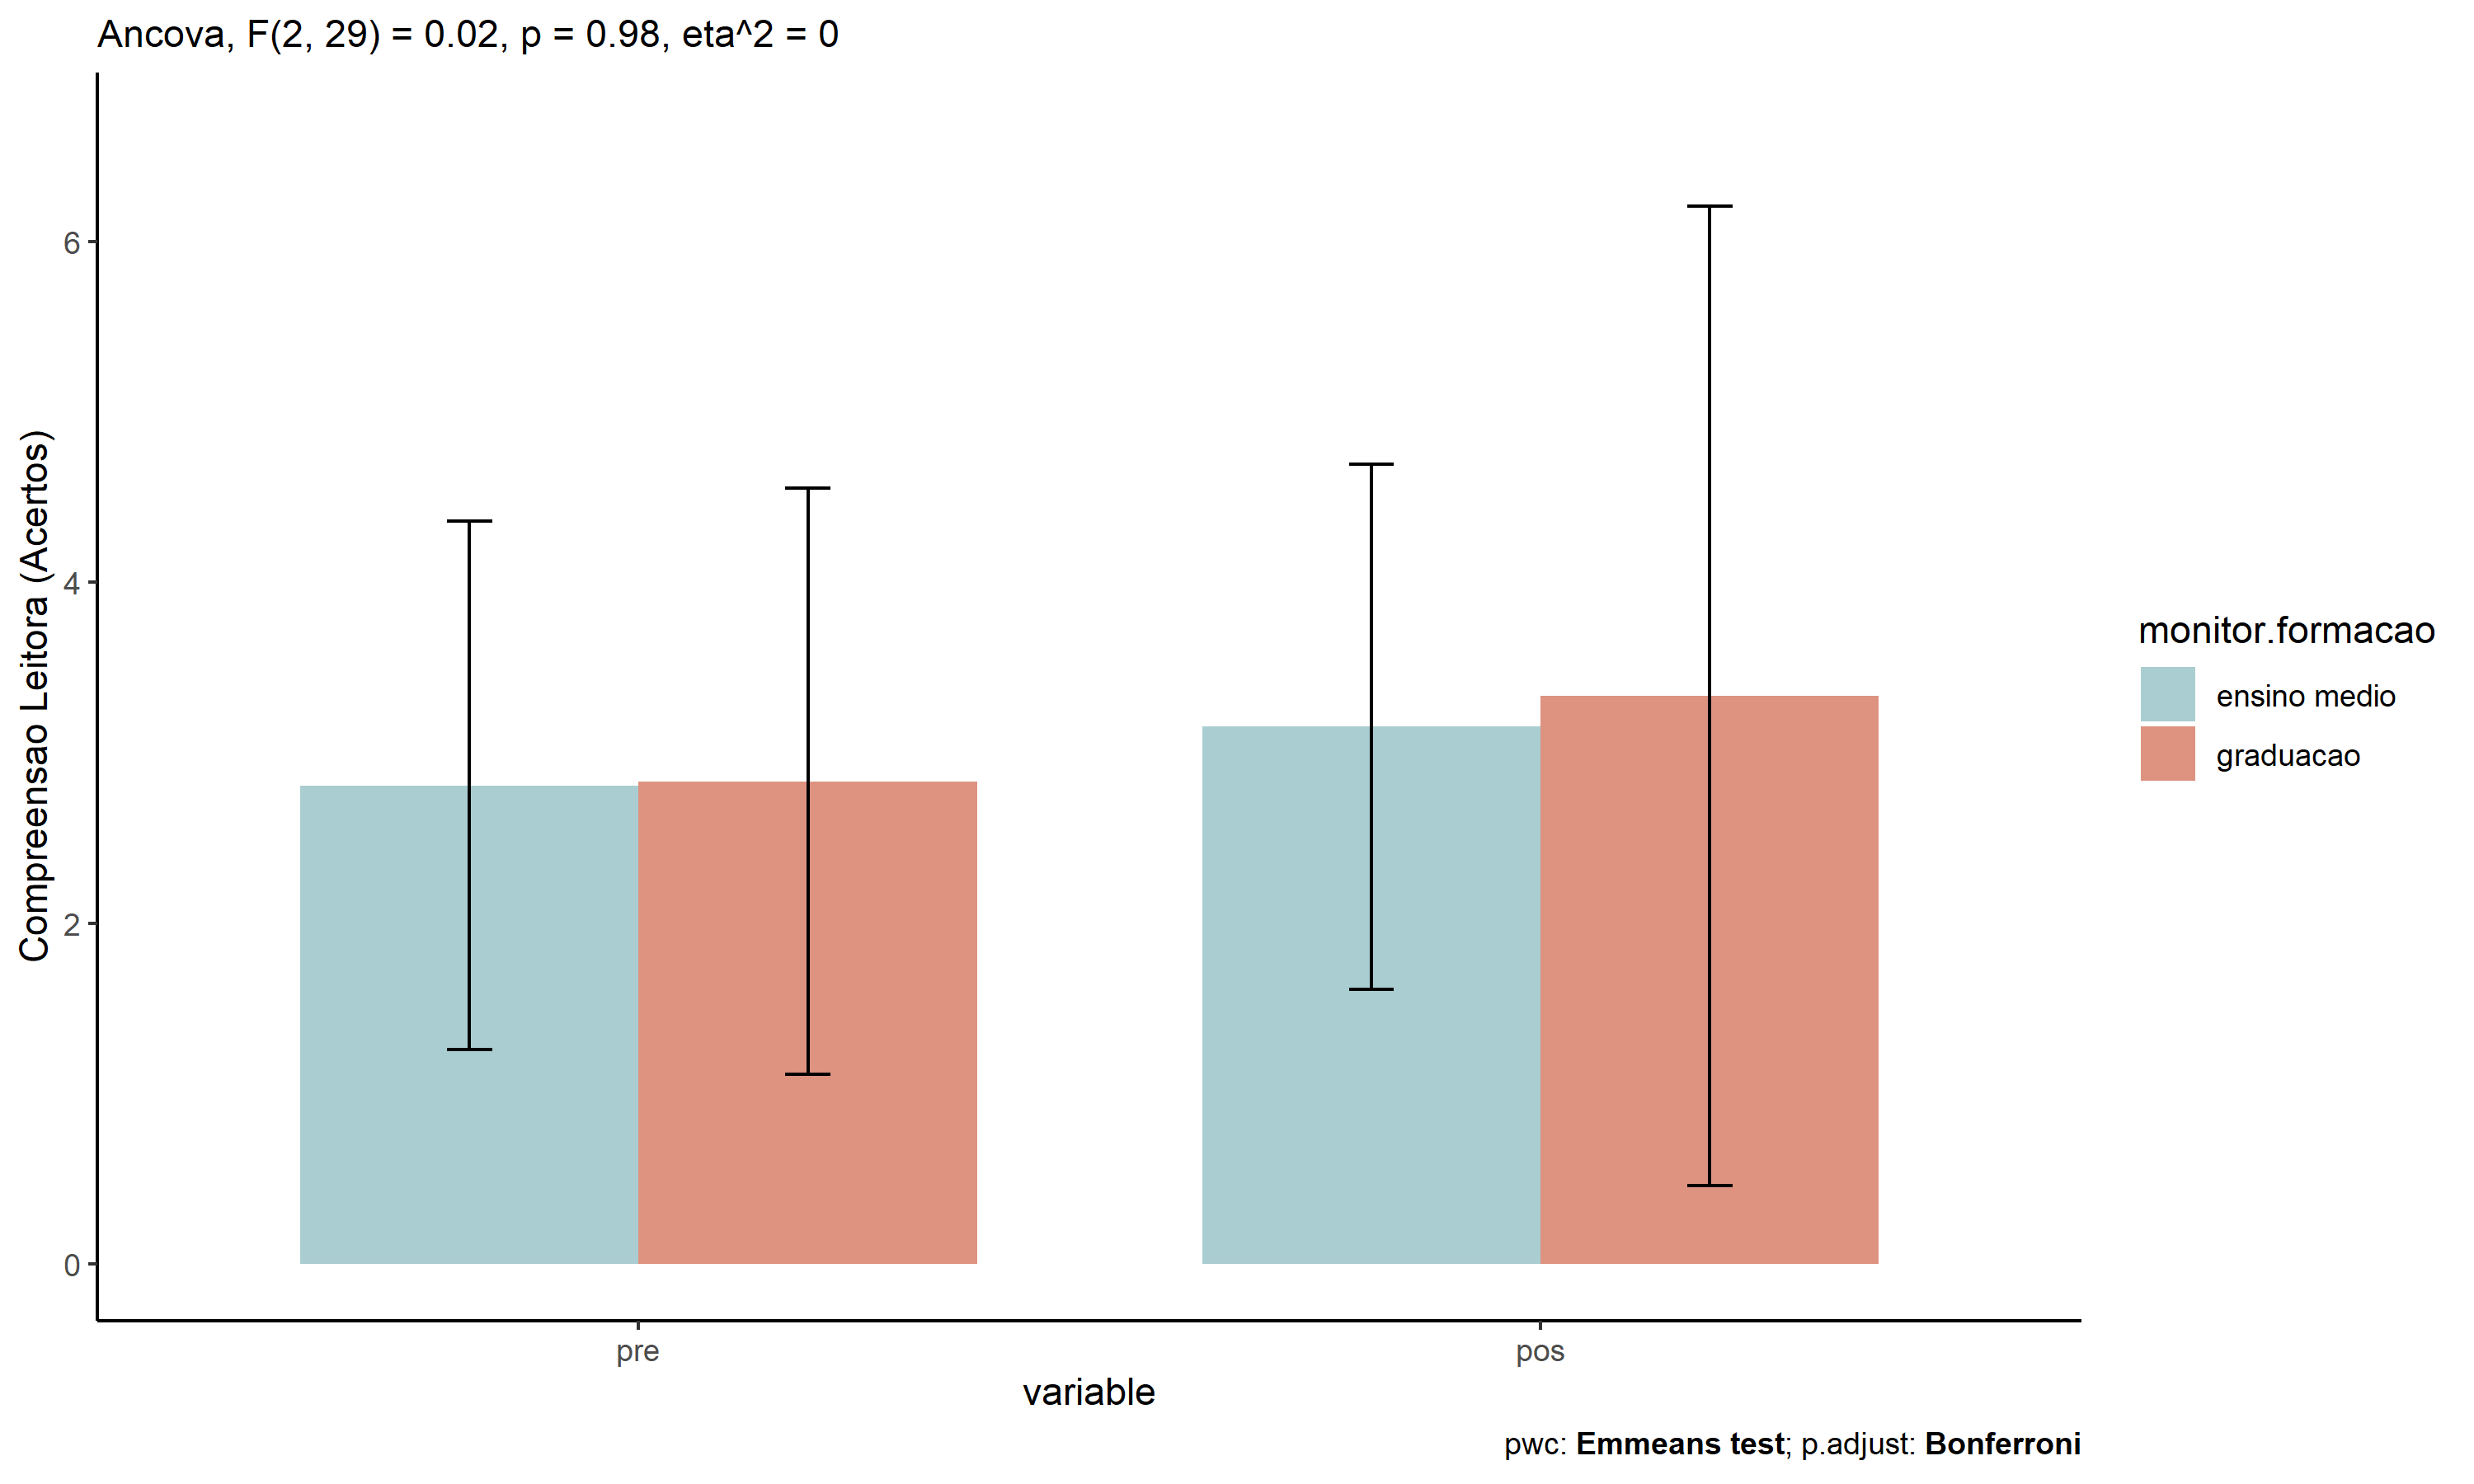 Ancova, F(2, 29) = 0.02, p = 0.98, eta^2 = 0
Compreensao Leitora (Acertos)
6
4
2
0
pre
pos
variable
monitor.formacao
ensino medio
graduacao
pwc: Emmeans test; p.adjust: Bonferroni